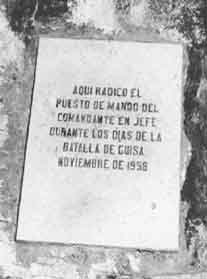 AQUI RADICO EL
PUESTO DE MANDO DEL
COMANDANTE EN JEFE
DURANTE LOS DIAS DE LA
BATALLA DE GUISA.
NOVIEMBRE DE 1958